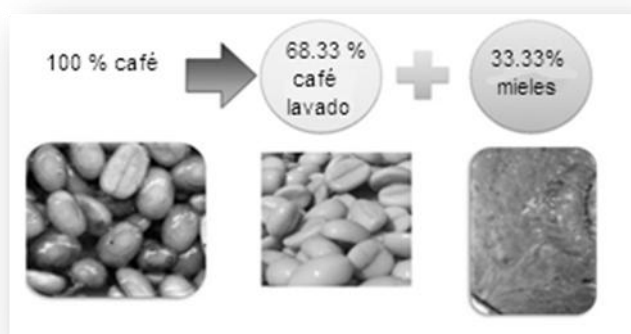 100 % café
68.33 %
café
lavado
33.33%
mieles